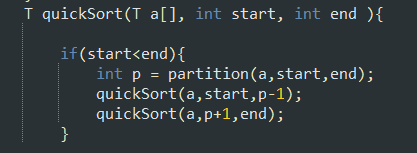 T quickSort(T a[], int start, int end ){
if(start<end){
int p = partition(a,start,end);
quickSort(a,start,p-1);
quickSort(a,p+1,end);
}